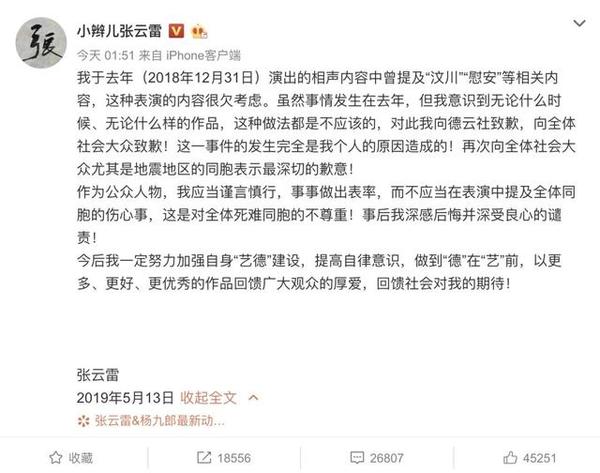 张
小辫儿张云雷
今天 01:51 来自 iPhone客户端
我于去年（2018年12月31日）演出的相声内容中曾提及“汶川”“慰安”等相关内
容，这种表演的内容很欠考虑。虽然事情发生在去年，但我意识到无论什么时
候、无论什么样的作品，这种做法都是不应该的，对此我向德云社致歉，向全体
社会大众致歉！这一事件的发生完全是我个人的原因造成的！再次向全体社会大
众尤其是地震地区的同胞表示最深切的歉意！
作为公众人物，我应当谨言慎行，事事做出表率，而不应当在表演中提及全体同
胞的伤心事，这是对全体死难同胞的不尊重！事后我深感后悔并深受良心的谴
责！
今后我一定努力加强自身“艺德”建设，提高自律意识，做到“德”在“艺”前，以更
多、更好、更优秀的作品回馈广大观众的厚爱，回馈社会对我的期待！
张云雷
2019年5月13日 收起全文
张云雷&杨九郎最新动…
收藏 18556 26807 45251